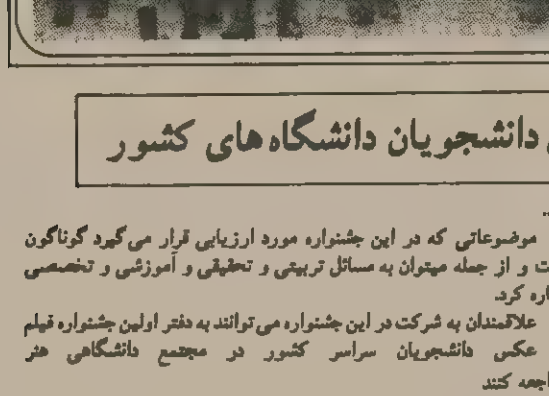 دانشجویان دانشگاه های کشور
موضوعاتی که در این جشنواره مورد ارزیابی قرار می گیرد گوناگون
و از جمله میتوان به مسائل تربیتی و تحقیقی و آموزشی و تخصصی
کرد.
علاقمندان به شرکت در این جشنواره می توانند به دفتر اولین جشنواره فیلم
عکس دانشجویان سراسر کشور در مجتمع دانشگاهی هنر
کنند